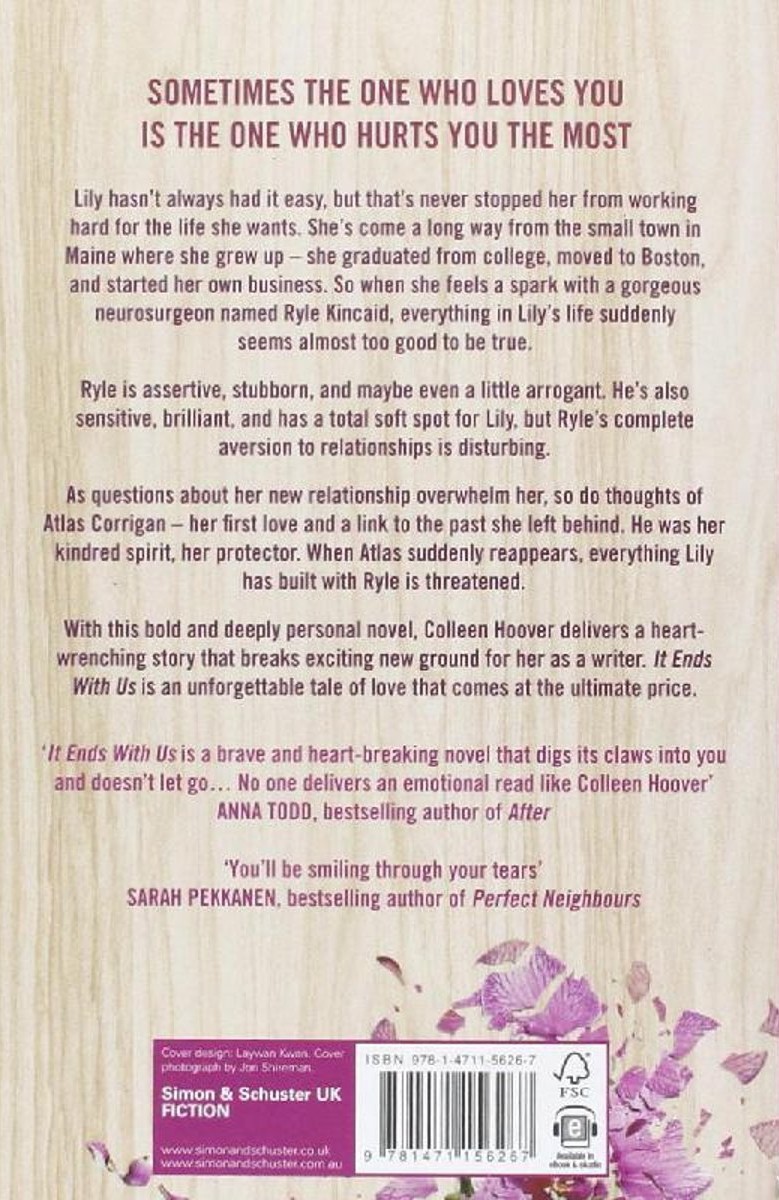 SOMETIMES THE ONE WHO LOVES YOU
IS THE ONE WHO HURTS YOU THE MOST
Lily hasn't always had it easy, but that's never stopped her from working
hard for the life she wants. She's come a long way from the small town in
Maine where she grew up – she graduated from college, moved to Boston,
and started her own business. So when she feels a spark with a gorgeous
neurosurgeon named Ryle Kincaid, everything in Lily's life suddenly
seems almost too good to be true.
Ryle is assertive, stubborn, and maybe even a little arrogant. He's also
sensitive, brilliant, and has a total soft spot for Lily, but Ryle's complete
aversion to relationships is disturbing.
As questions about her new relationship overwhelm her, so do thoughts of
Atlas Corrigan – her first love and a link to the past she left behind. He was her
kindred spirit, her protector. When Atlas suddenly reappears, everything Lily
has built with Ryle is threatened.
With this bold and deeply personal novel, Colleen Hoover delivers a heart-
wrenching story that breaks exciting new ground for her as a writer. It Ends
With Us is an unforgettable tale of love that comes at the ultimate price.
'It Ends With Us is a brave and heart-breaking novel that digs its claws into you
and doesn't let go... No one delivers an emotional read like Colleen Hoover'
ANNA TODD, bestselling author of After
'You'll be smiling through your tears'
SARAH PEKKANEN, bestselling author of Perfect Neighbours
Cover design: Laywan Kwan. Cover
photograph by Jon Shireman.
Simon & Schuster UK
FICTION
www.simonandschuster.co.uk
www.simonandschuster.com.au
ISBN 978-1-4711-5626-7
9 781471 156267
FSC
e
Available in
eBook & eAudio